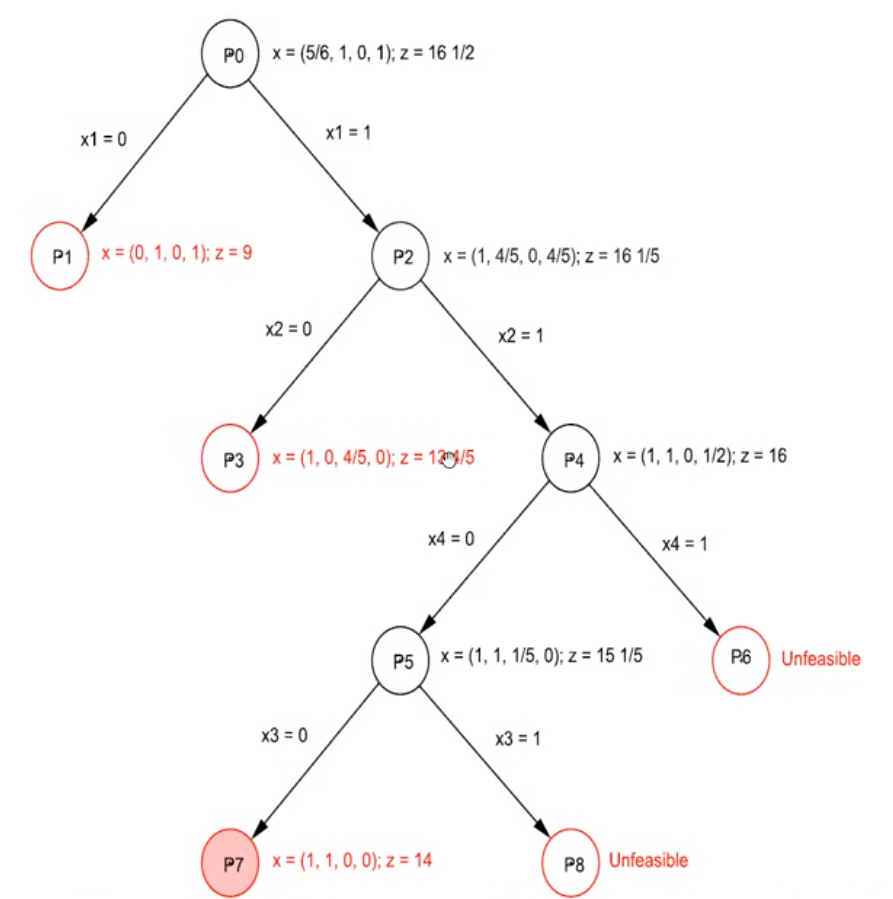 P0 x = (5/6, 1, 0, 1); z = 16 1/2
x1 = 0
x1 = 1
P1 x = (0, 1, 0, 1); z = 9
P2 x = (1, 4/5, 0, 4/5); z = 16 1/5
x2 = 0
x2 = 1
P3 x = (1, 0, 4/5, 0); z = 4/5
P4 x = (1, 1, 0, 1/2); z = 16
x4 = 0
x4 = 1
P5 x = (1, 1, 1/5, 0); z = 15 1/5
P6 Unfeasible
x3 = 0
x3 = 1
P7 x = (1, 1, 0, 0); z = 14
P8 Unfeasible